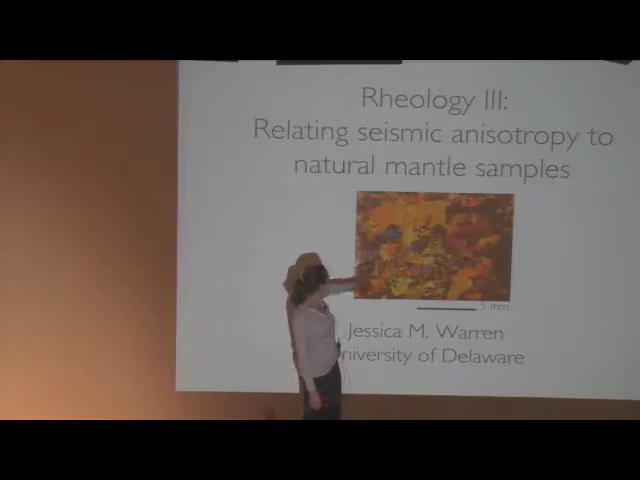 Rheology III:
Relating seismic anisotropy to
natural mantle samples
5 mm
Jessica M. Warren
niversity of Delaware